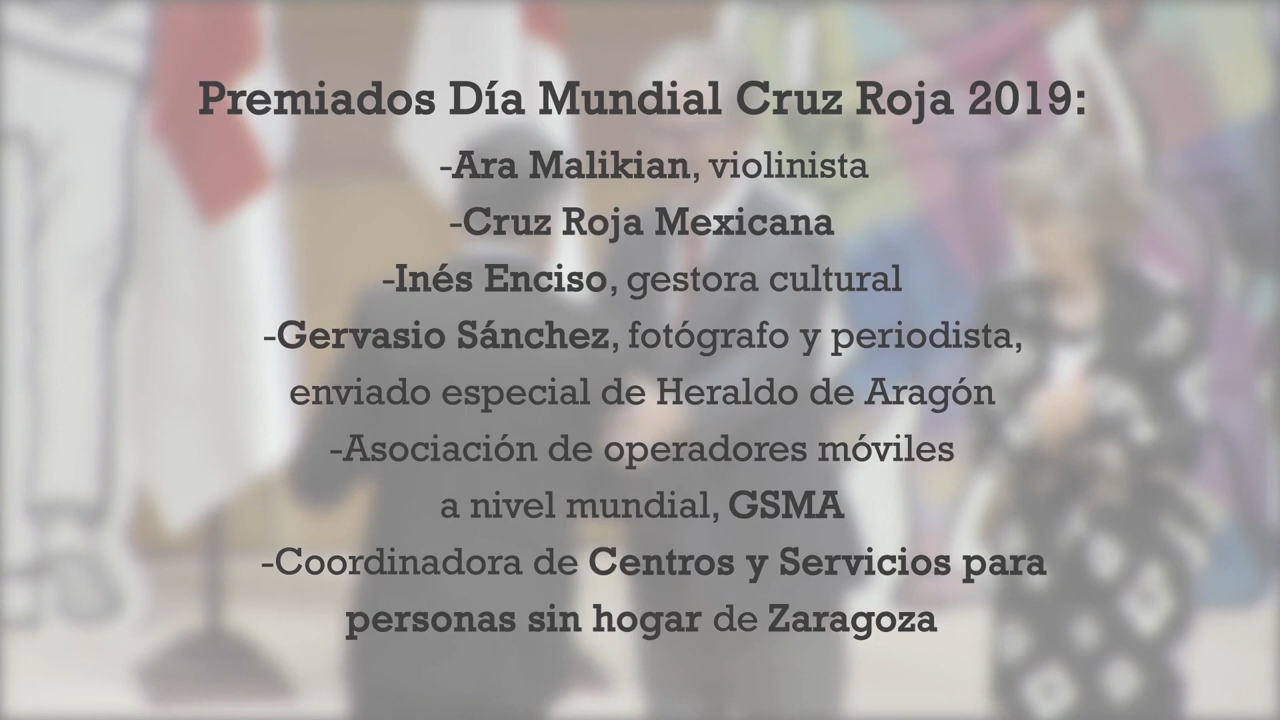 Premiados Día Mundial Cruz Roja 2019:
-Ara Malikian, violinista
-Cruz Roja Mexicana
-Inés Enciso, gestora cultural
-Gervasio Sánchez, fotógrafo y periodista,
enviado especial de Heraldo de Aragón
-Asociación de operadores móviles
a nivel mundial, GSMA
-Coordinadora de Centros y Servicios para
personas sin hogar de Zaragoza